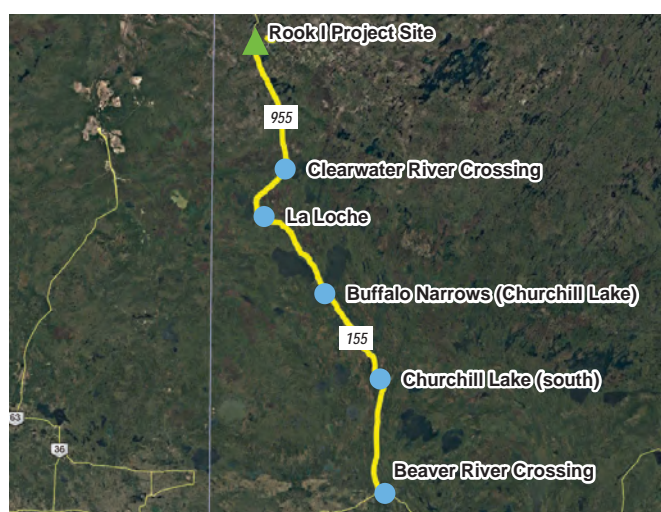 Rook I Project Site
955
Clearwater River Crossing
La Loche
Buffalo Narrows (Churchill Lake)
155
Churchill Lake (south)
63
36
Beaver River Crossing